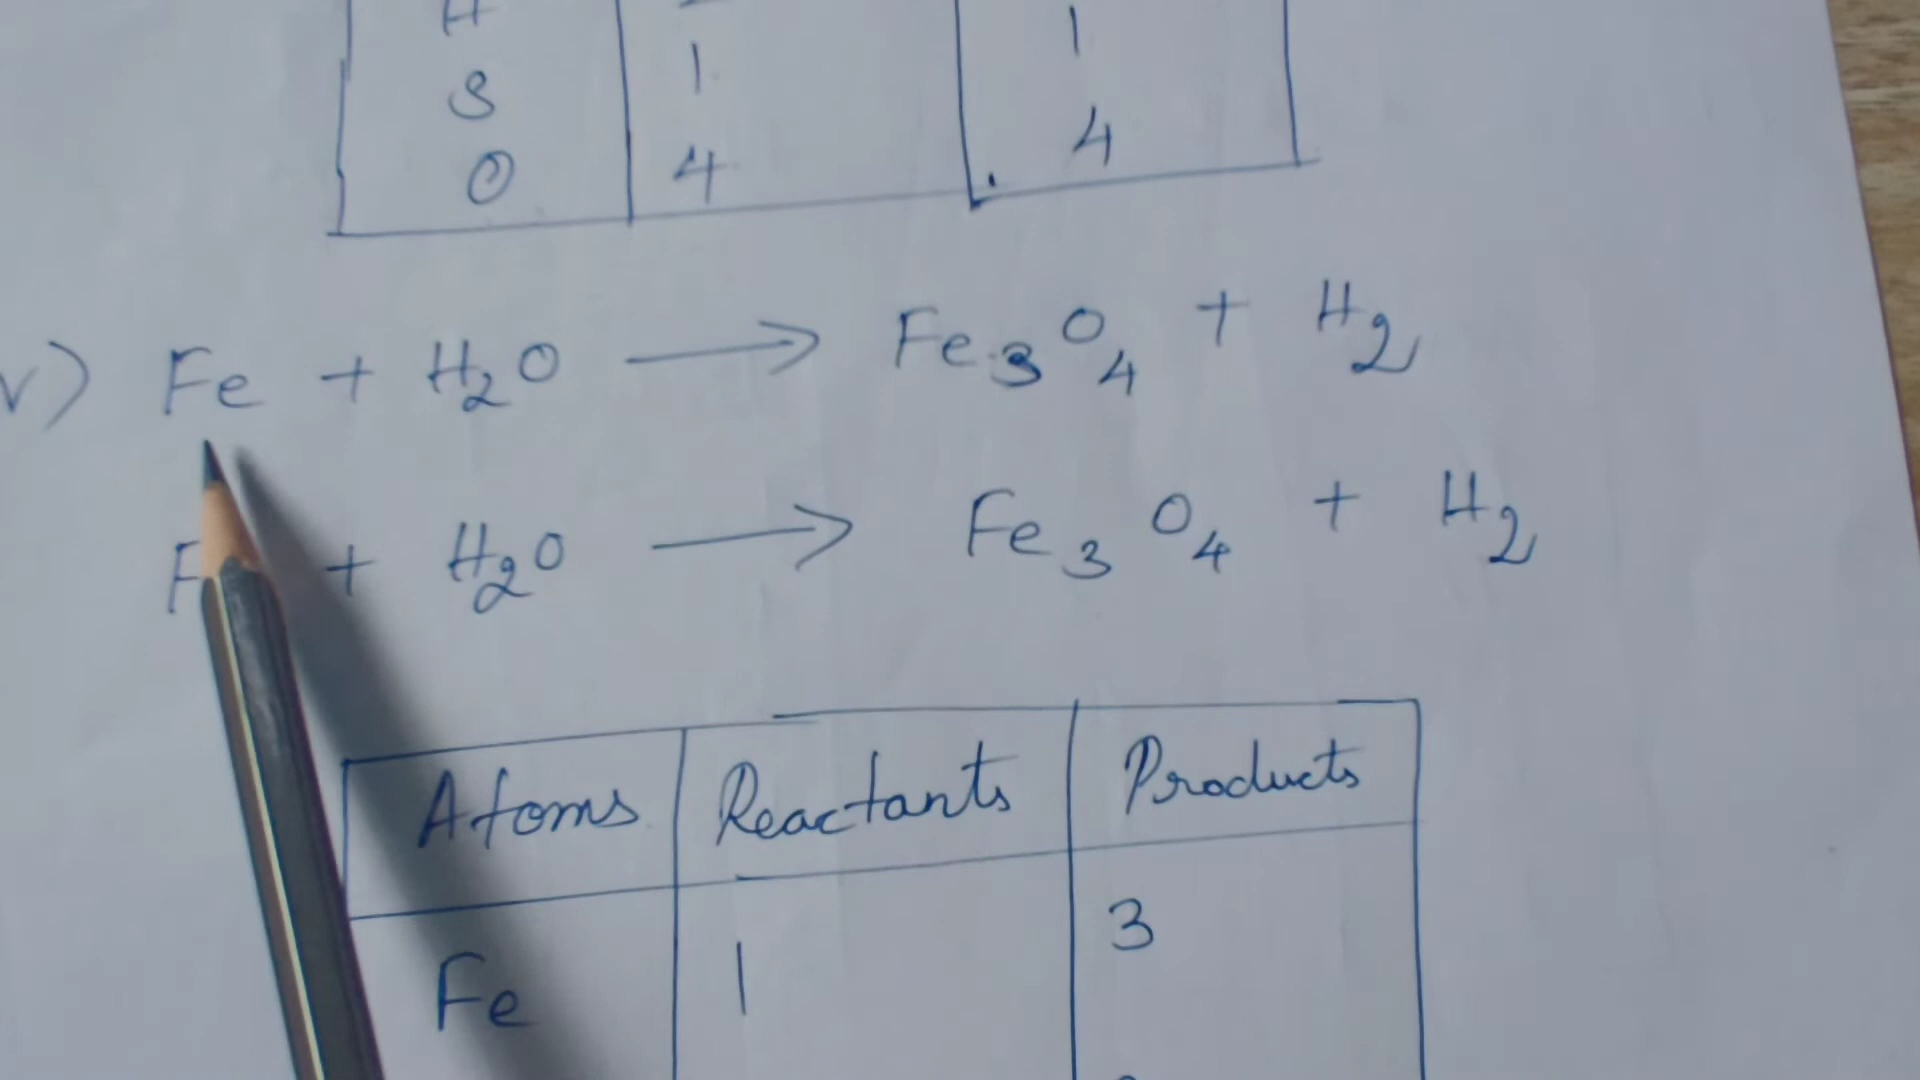 H 1
S 1
O 4 4
v) Fe + H₂O → Fe₃O₄ + H₂
F + H₂O → Fe₃O₄ + H₂
Atoms Reactants Products
Fe 1 3